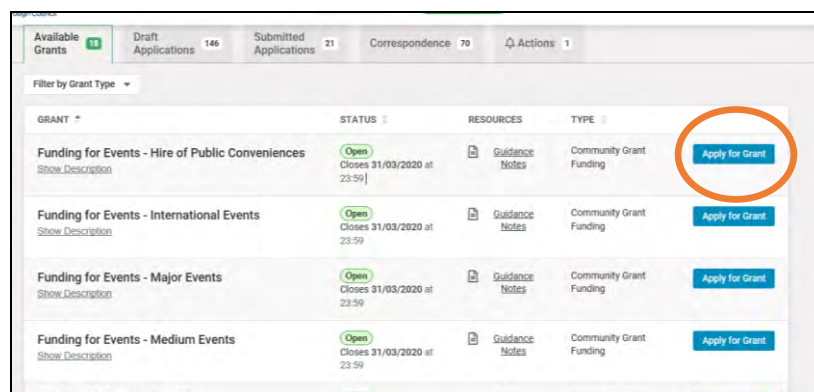 ough Council
Available Grants 18
Draft Applications 146
Submitted Applications 21
Correspondence 70
Actions 1
Filter by Grant Type
GRANT STATUS RESOURCES TYPE
Funding for Events - Hire of Public Conveniences
Show Description
Open
Closes 31/03/2020 at
23:59
Guidance
Notes
Community Grant
Funding
Apply for Grant
Funding for Events - International Events
Show Description
Open
Closes 31/03/2020 at
23:59
Guidance
Notes
Community Grant
Funding
Apply for Grant
Funding for Events - Major Events
Show Description
Open
Closes 31/03/2020 at
23:59
Guidance
Notes
Community Grant
Funding
Apply for Grant
Funding for Events - Medium Events
Show Description
Open
Closes 31/03/2020 at
23:59
Guidance
Notes
Community Grant
Funding
Apply for Grant